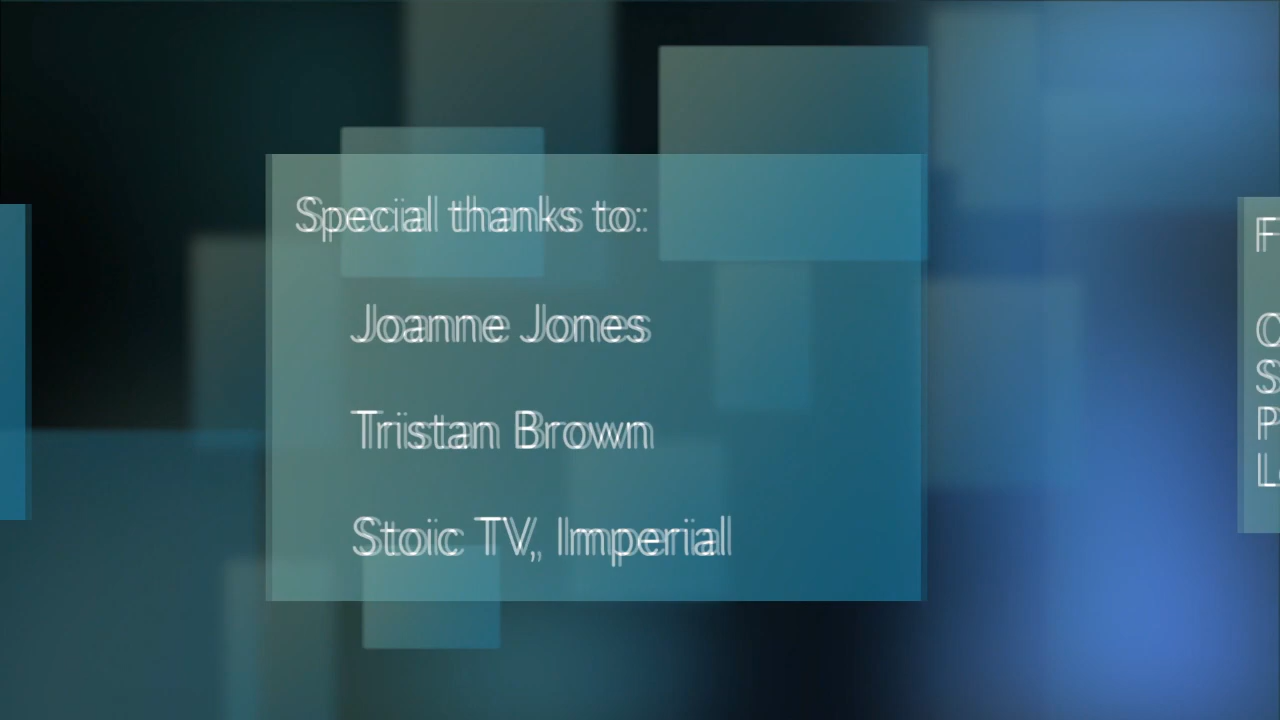 Special thanks to:
Joanne Jones
Tristan Brown
Stoic TV, Imperial